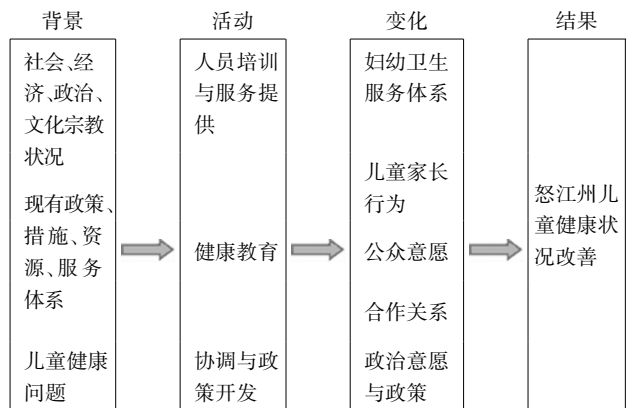 背景
社会、经
济、政治、
文化宗教
状况
现有政策、
措施、资
源、服务
体系
儿童健康
问题
活动
人员培训
与服务提
供
健康教育
协调与政
策开发
变化
妇幼卫生
服务体系
儿童家长
行为
公众意愿
合作关系
政治意愿
与政策
结果
怒江州儿
童健康状
况改善